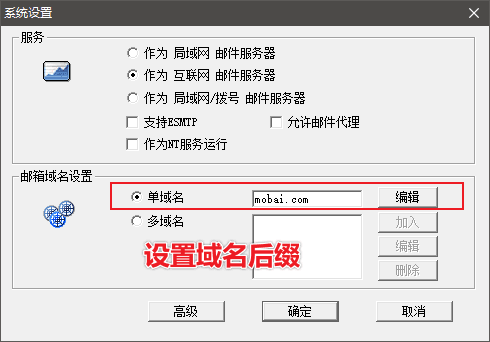 系统设置
服务
作为 局域网 邮件服务器
作为 互联网 邮件服务器
作为 局域网/拨号 邮件服务器
支持ESMTP 允许邮件代理
作为NT服务运行
邮箱域名设置
单域名 mobai.com 编辑
多域名 加入
设置域名后缀 编辑
删除
高级 确定 取消